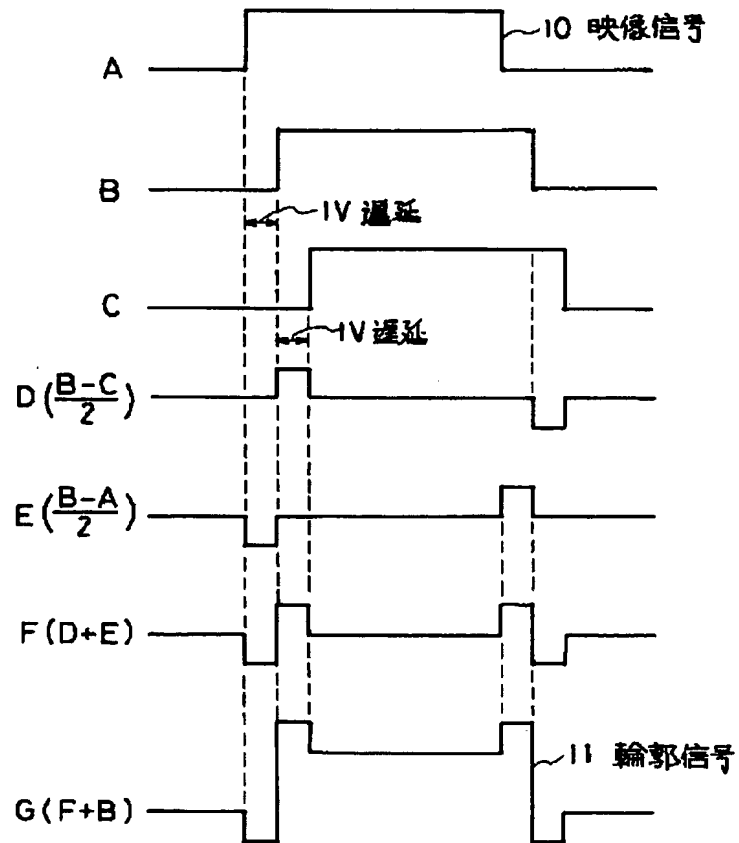 10 映像信号
A
B
1V 遅延
C
1V 遅延
D(B-C/2)
E(B-A/2)
F(D+E)
11 輪郭信号
G(F+B)